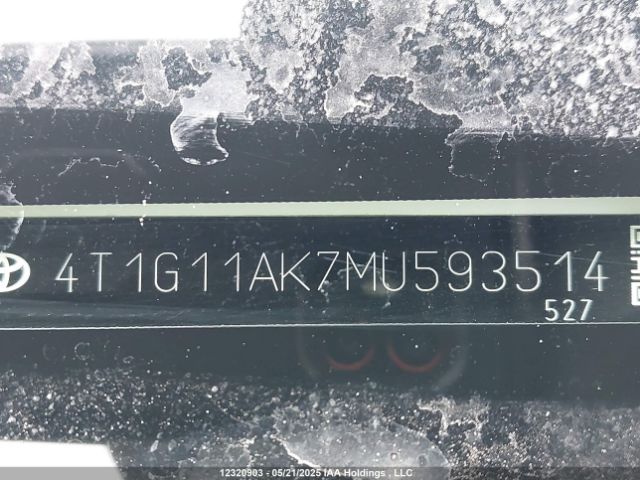 4T1G11AK7MU593514
527
12320903 - 05/21/2025 IAA Holdings , LLC